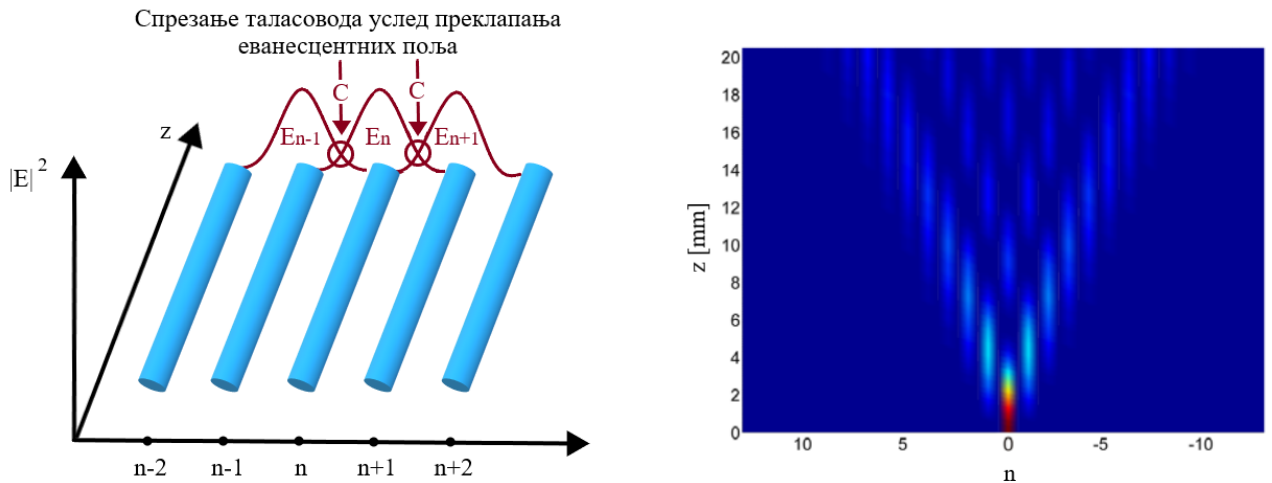 Спрезање таласовода услед преклапања
еванесцентних поља
C
C
z
En-1
En
En+1
|E|²
n-2
n-1
n
n+1
n+2
20
18
16
14
12
10
8
6
4
2
0
z [mm]
10
5
0
-5
-10
n